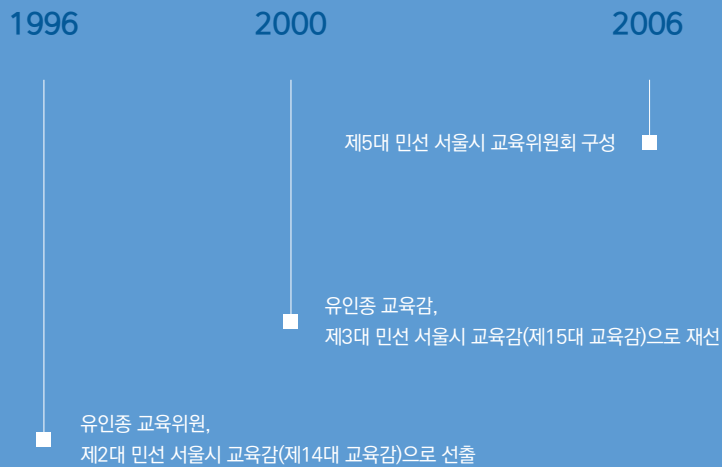 1996
2000
2006
제5대 민선 서울시 교육위원회 구성
유인종 교육감,
제3대 민선 서울시 교육감(제15대 교육감)으로 재선
유인종 교육위원,
제2대 민선 서울시 교육감(제14대 교육감)으로 선출